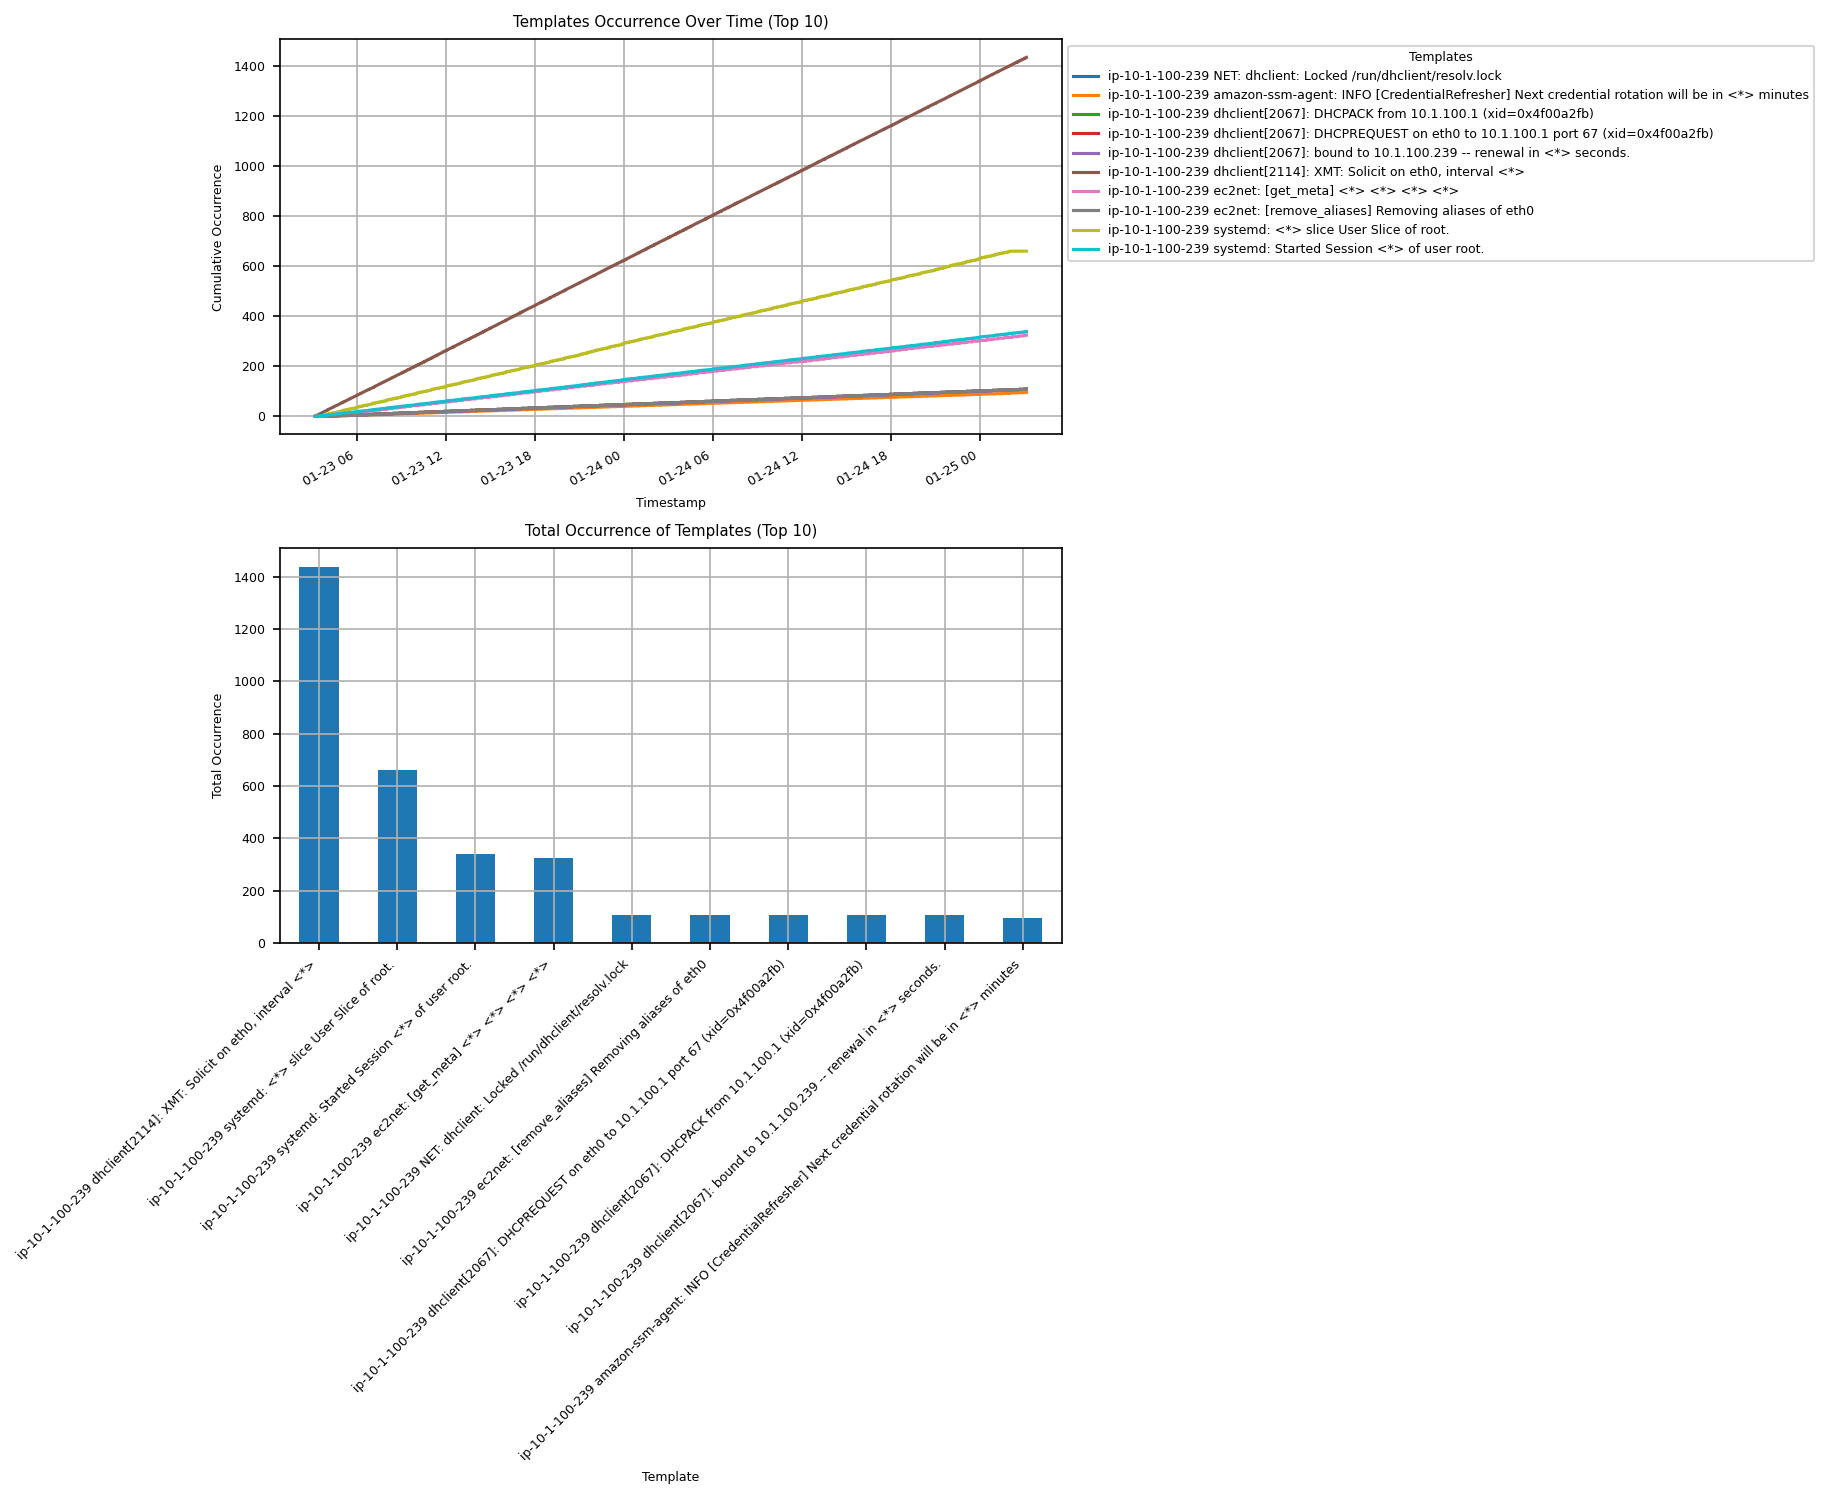 Templates Occurrence Over Time (Top 10)
1400
1200
1000
800
600
400
200
0
Cumulative Occurrence
01-23 06
01-23 12
01-23 18
01-24 00
01-24 06
01-24 12
01-24 18
01-25 00
Timestamp
Templates
ip-10-1-100-239 NET: dhclient: Locked /run/dhclient/resolv.lock
ip-10-1-100-239 amazon-ssm-agent: INFO [CredentialRefresher] Next credential rotation will be in <*> minutes
ip-10-1-100-239 dhclient[2067]: DHCPACK from 10.1.100.1 (xid=0x4f00a2fb)
ip-10-1-100-239 dhclient[2067]: DHCPREQUEST on eth0 to 10.1.100.1 port 67 (xid=0x4f00a2fb)
ip-10-1-100-239 dhclient[2067]: bound to 10.1.100.239 -- renewal in <*> seconds.
ip-10-1-100-239 dhclient[2114]: XMT: Solicit on eth0, interval <*>
ip-10-1-100-239 ec2net: [get_meta] <*> <*> <*> <*>
ip-10-1-100-239 ec2net: [remove_aliases] Removing aliases of eth0
ip-10-1-100-239 systemd: <*> slice User Slice of root.
ip-10-1-100-239 systemd: Started Session <*> of user root.
Total Occurrence of Templates (Top 10)
1400
1200
1000
800
600
400
200
0
Total Occurrence
ip-10-1-100-239 dhclient[2114]: XMT: Solicit on eth0, interval <*>
ip-10-1-100-239 systemd: <*> slice User Slice of root.
ip-10-1-100-239 systemd: Started Session <*> of user root.
ip-10-1-100-239 ec2net: [get_meta] <*> <*> <*> <*>
ip-10-1-100-239 NET: dhclient: Locked /run/dhclient/resolv.lock
ip-10-1-100-239 ec2net: [remove_aliases] Removing aliases of eth0
ip-10-1-100-239 dhclient[2067]: DHCPREQUEST on eth0 to 10.1.100.1 port 67 (xid=0x4f00a2fb)
ip-10-1-100-239 dhclient[2067]: DHCPACK from 10.1.100.1 (xid=0x4f00a2fb)
ip-10-1-100-239 dhclient[2067]: bound to 10.1.100.239 -- renewal in <*> seconds.
ip-10-1-100-239 amazon-ssm-agent: INFO [CredentialRefresher] Next credential rotation will be in <*> minutes
Template